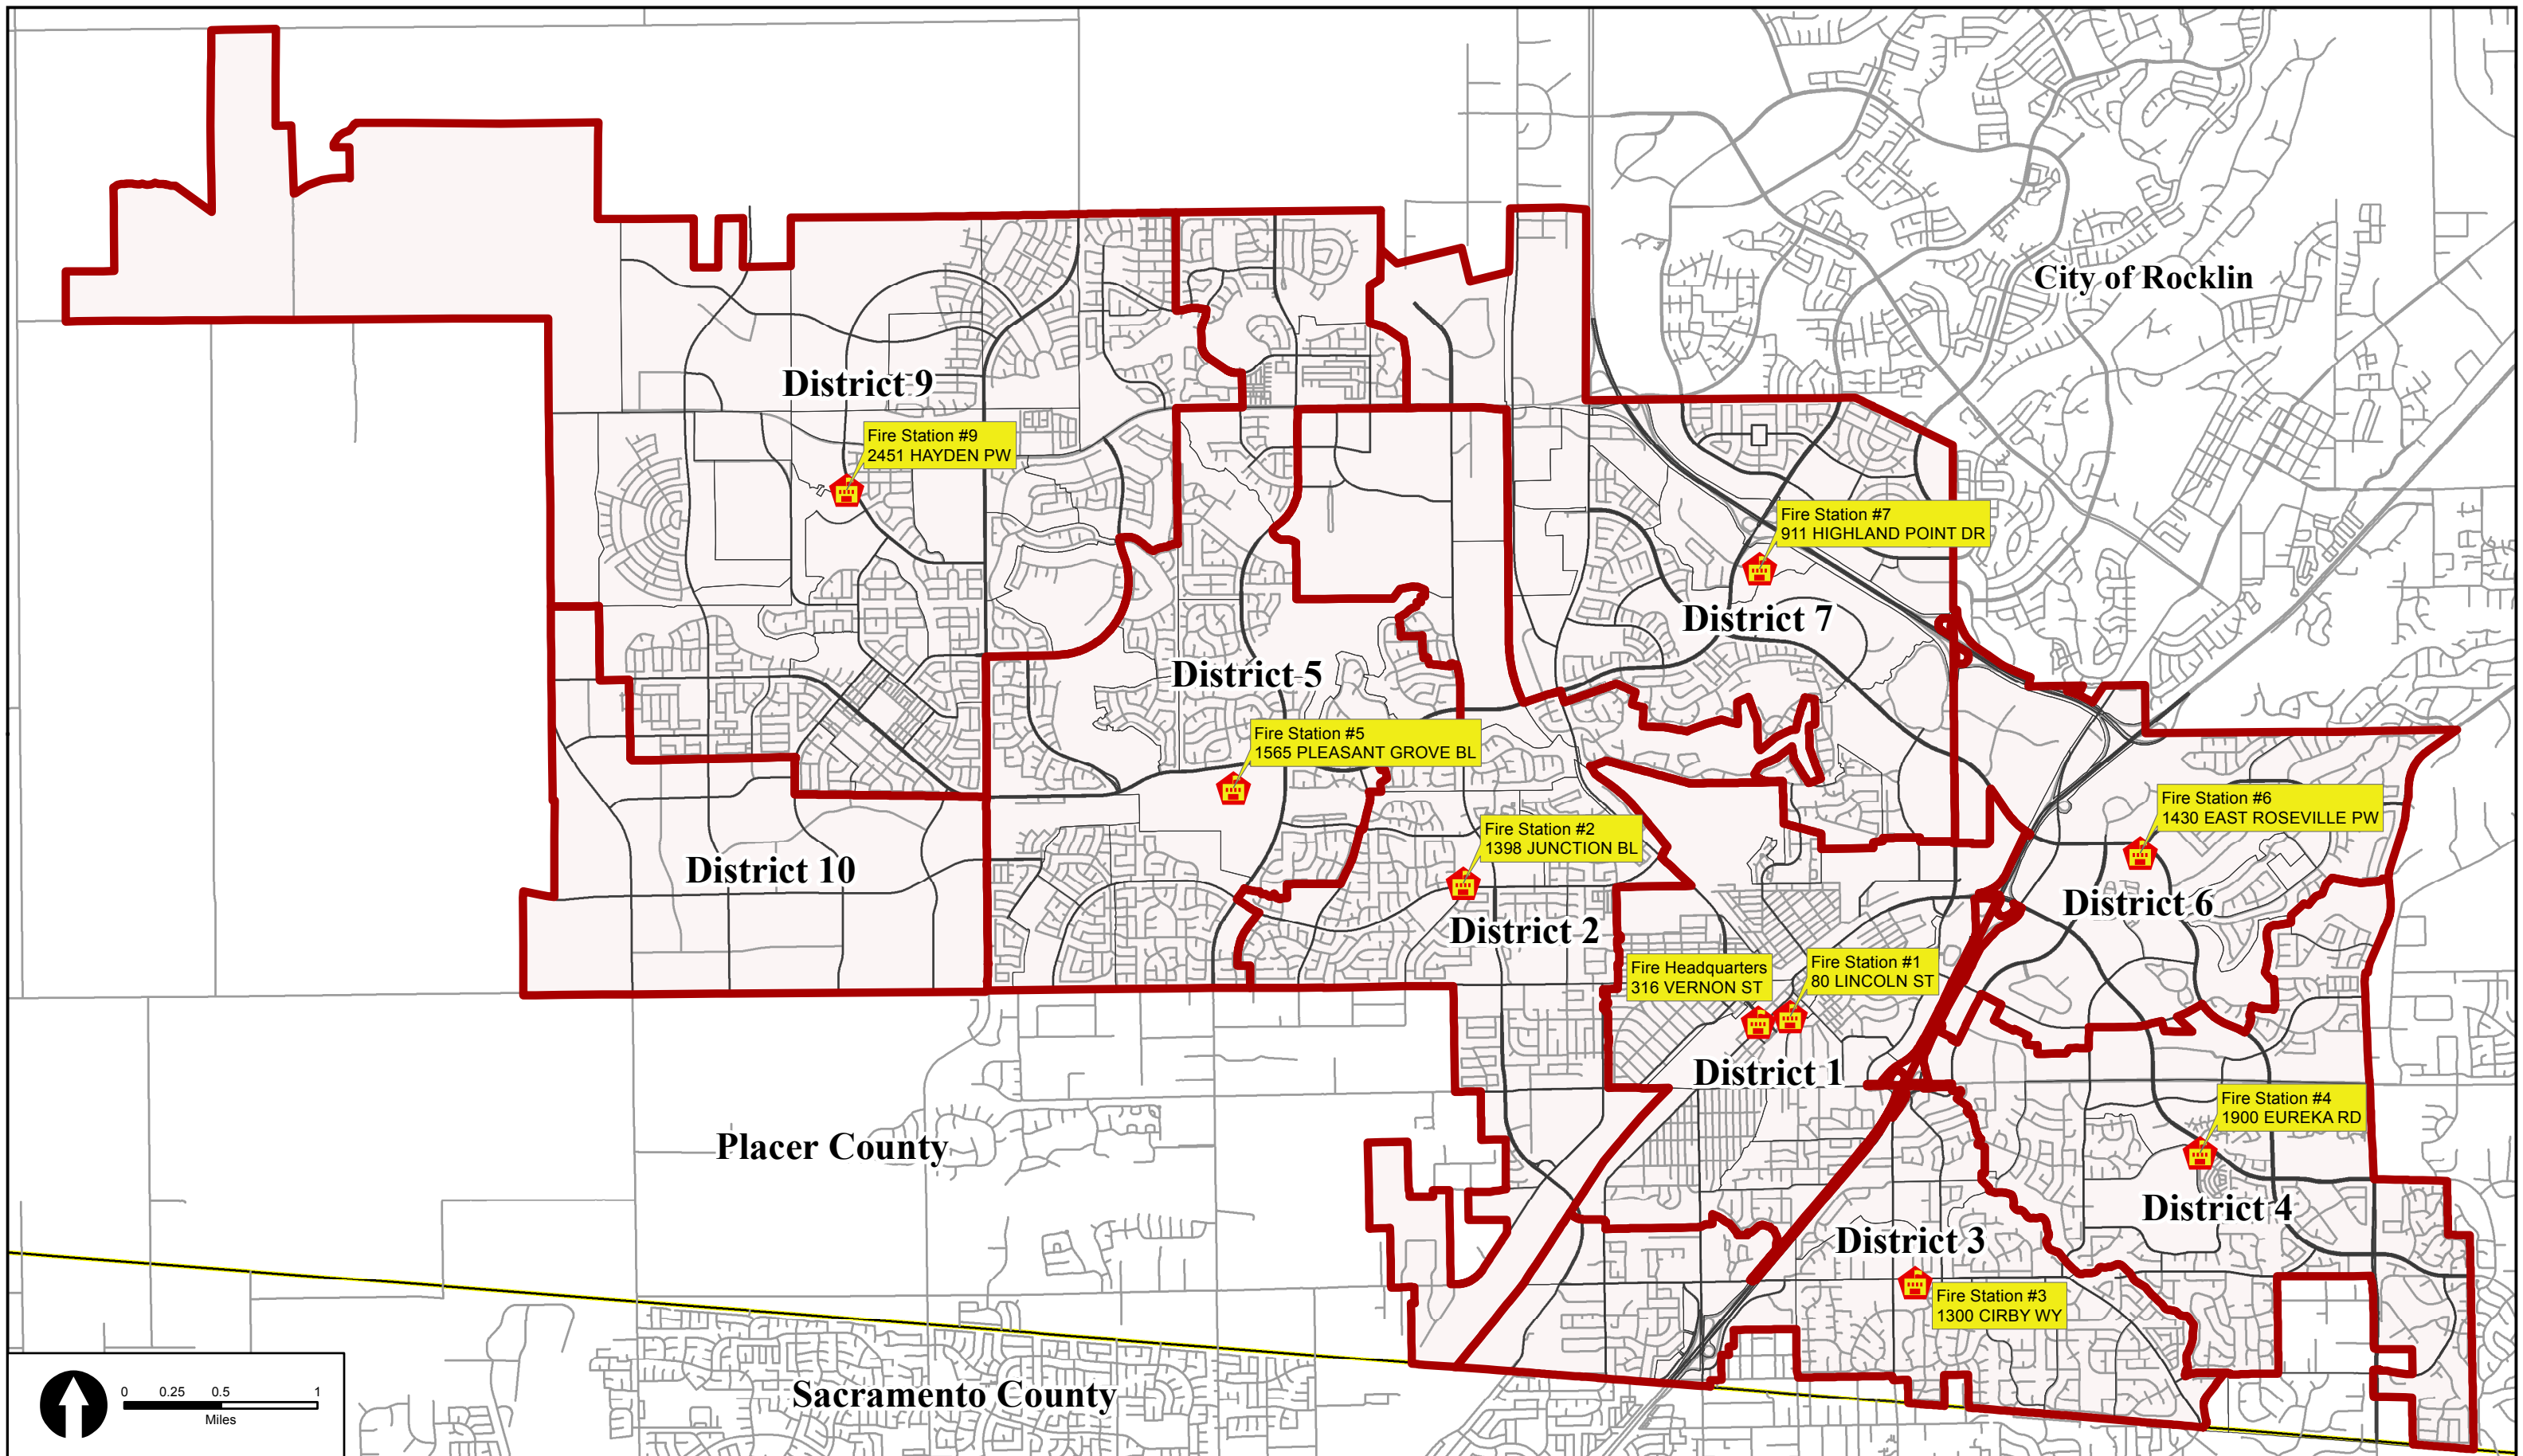 City of Rocklin
District 9
Fire Station #9
2451 HAYDEN PW
Fire Station #7
911 HIGHLAND POINT DR
District 7
District 5
Fire Station #5
1565 PLEASANT GROVE BL
Fire Station #6
1430 EAST ROSEVILLE PW
Fire Station #2
1398 JUNCTION BL
District 10
District 6
District 2
Fire Headquarters
316 VERNON ST
Fire Station #1
80 LINCOLN ST
District 1
Fire Station #4
1900 EUREKA RD
Placer County
District 4
District 3
Fire Station #3
1300 CIRBY WY
Sacramento County
0 0.25 0.5 1
Miles